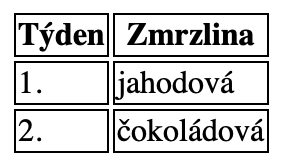 Týden Zmrzlina
1. jahodová
2. čokoládová